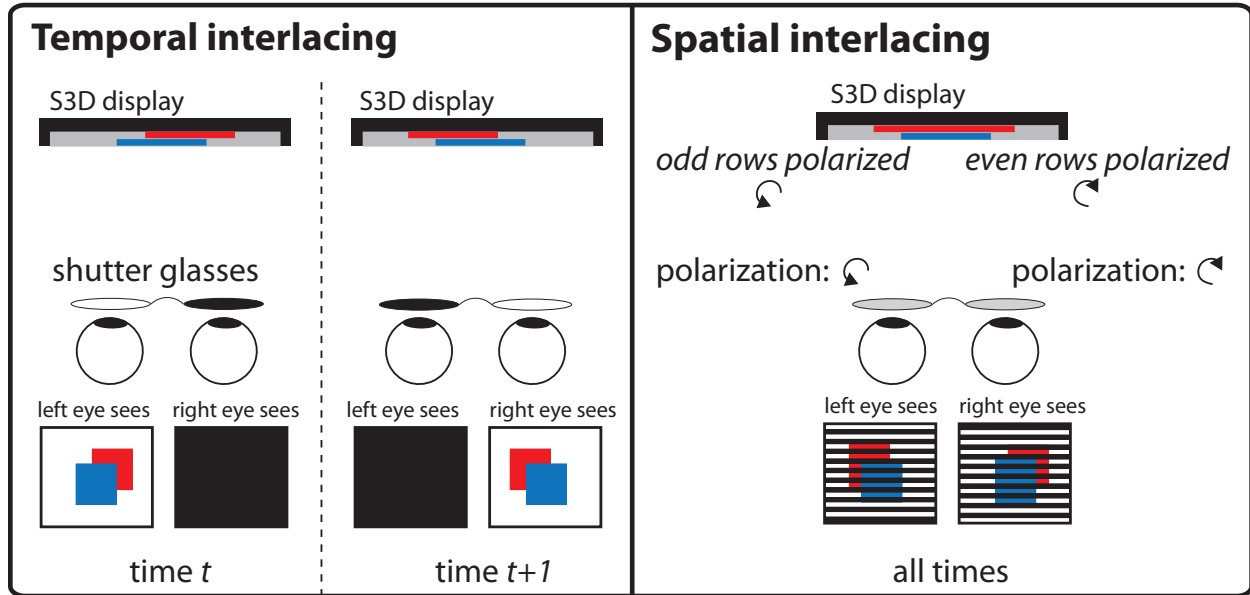 Temporal interlacing
S3D display
S3D display
shutter glasses
left eye sees
right eye sees
left eye sees
right eye sees
time t
time t+1
Spatial interlacing
S3D display
odd rows polarized
even rows polarized
polarization:
polarization:
left eye sees
right eye sees
all times